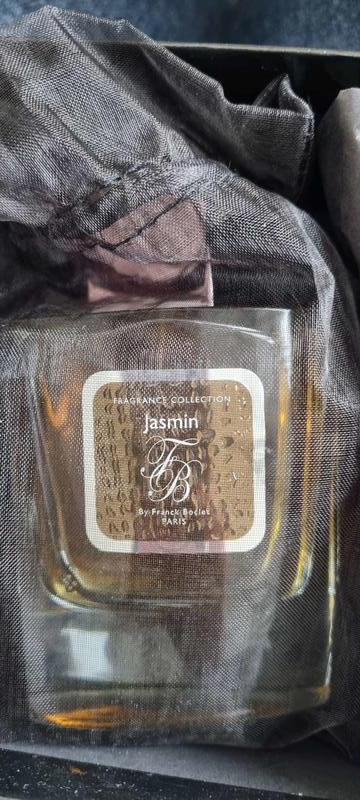 FRAGRANCE COLLECTION
Jasmin
FB
By Franck Boclet
PARIS